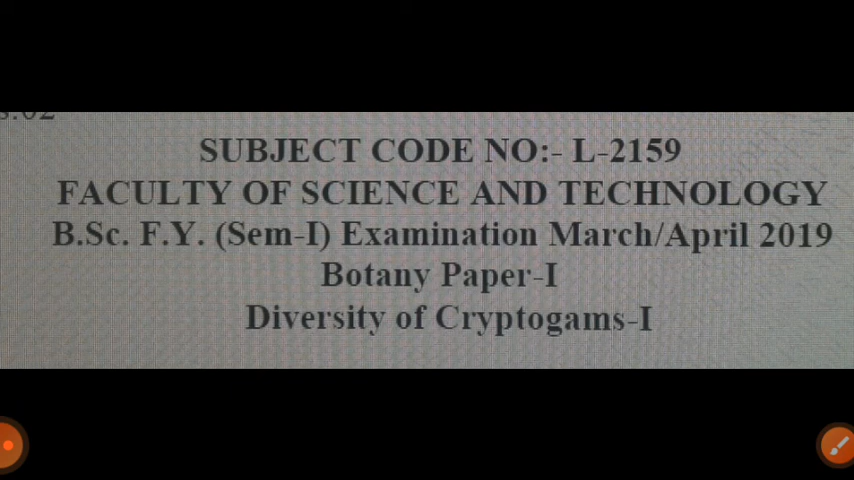 SUBJECT CODE NO:- L-2159
FACULTY OF SCIENCE AND TECHNOLOGY
B.Sc. F.Y. (Sem-I) Examination March/April 2019
Botany Paper-I
Diversity of Cryptogams-I